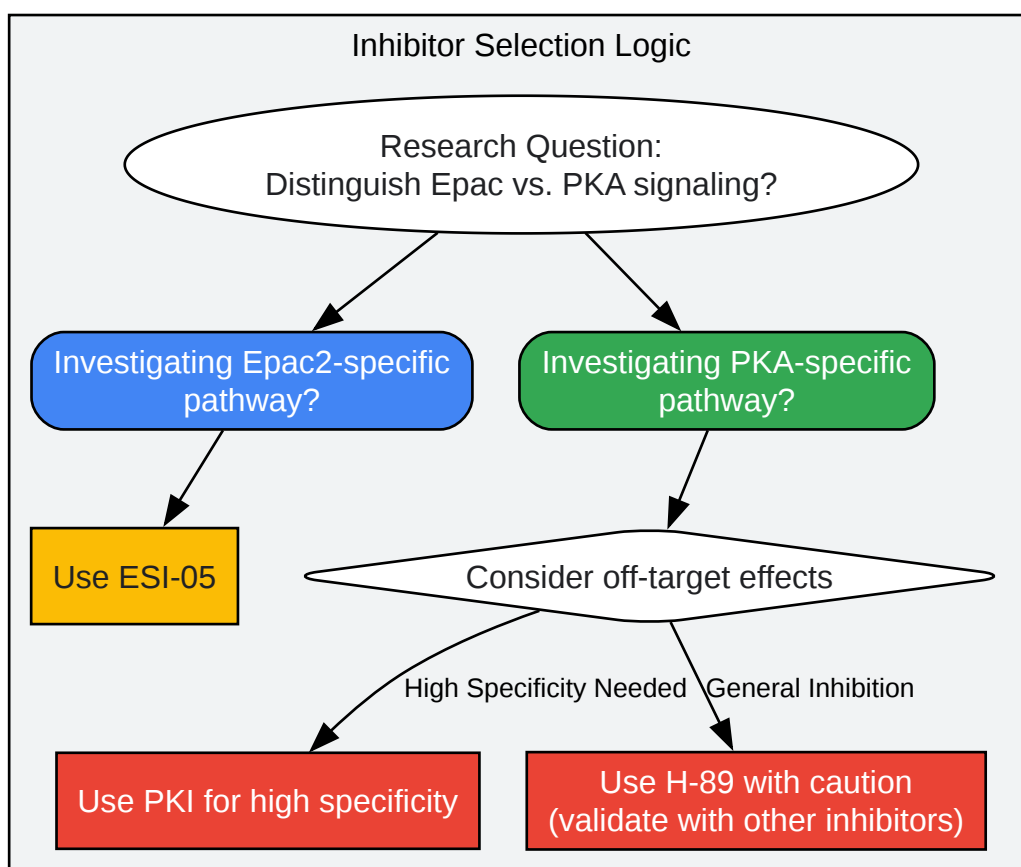 Inhibitor Selection Logic
Research Question:
Distinguish Epac vs. PKA signaling?
Investigating Epac2-specific
pathway?
Investigating PKA-specific
pathway?
Use ESI-05
Consider off-target effects
High Specificity Needed
General Inhibition
Use PKI for high specificity
Use H-89 with caution
(validate with other inhibitors)